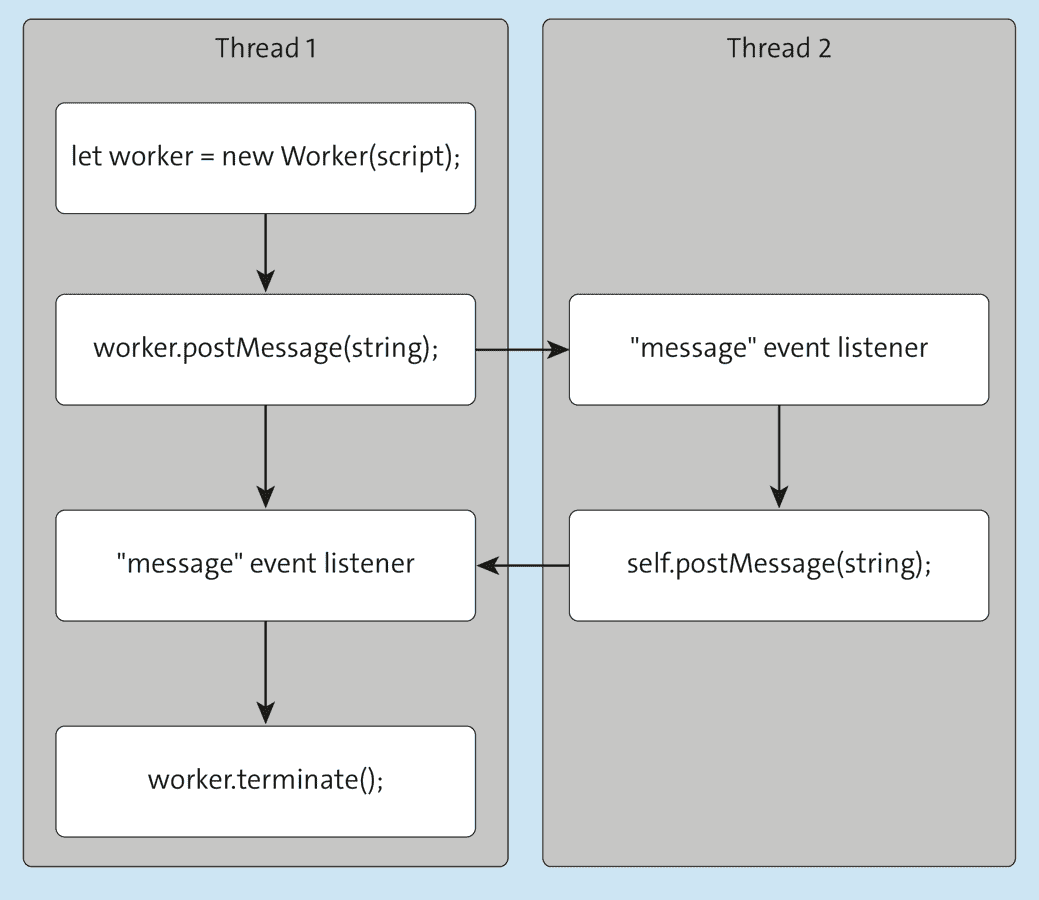 Thread 1
let worker = new Worker(script);
worker.postMessage(string);
"message" event listener
worker.terminate();
Thread 2
"message" event listener
self.postMessage(string);